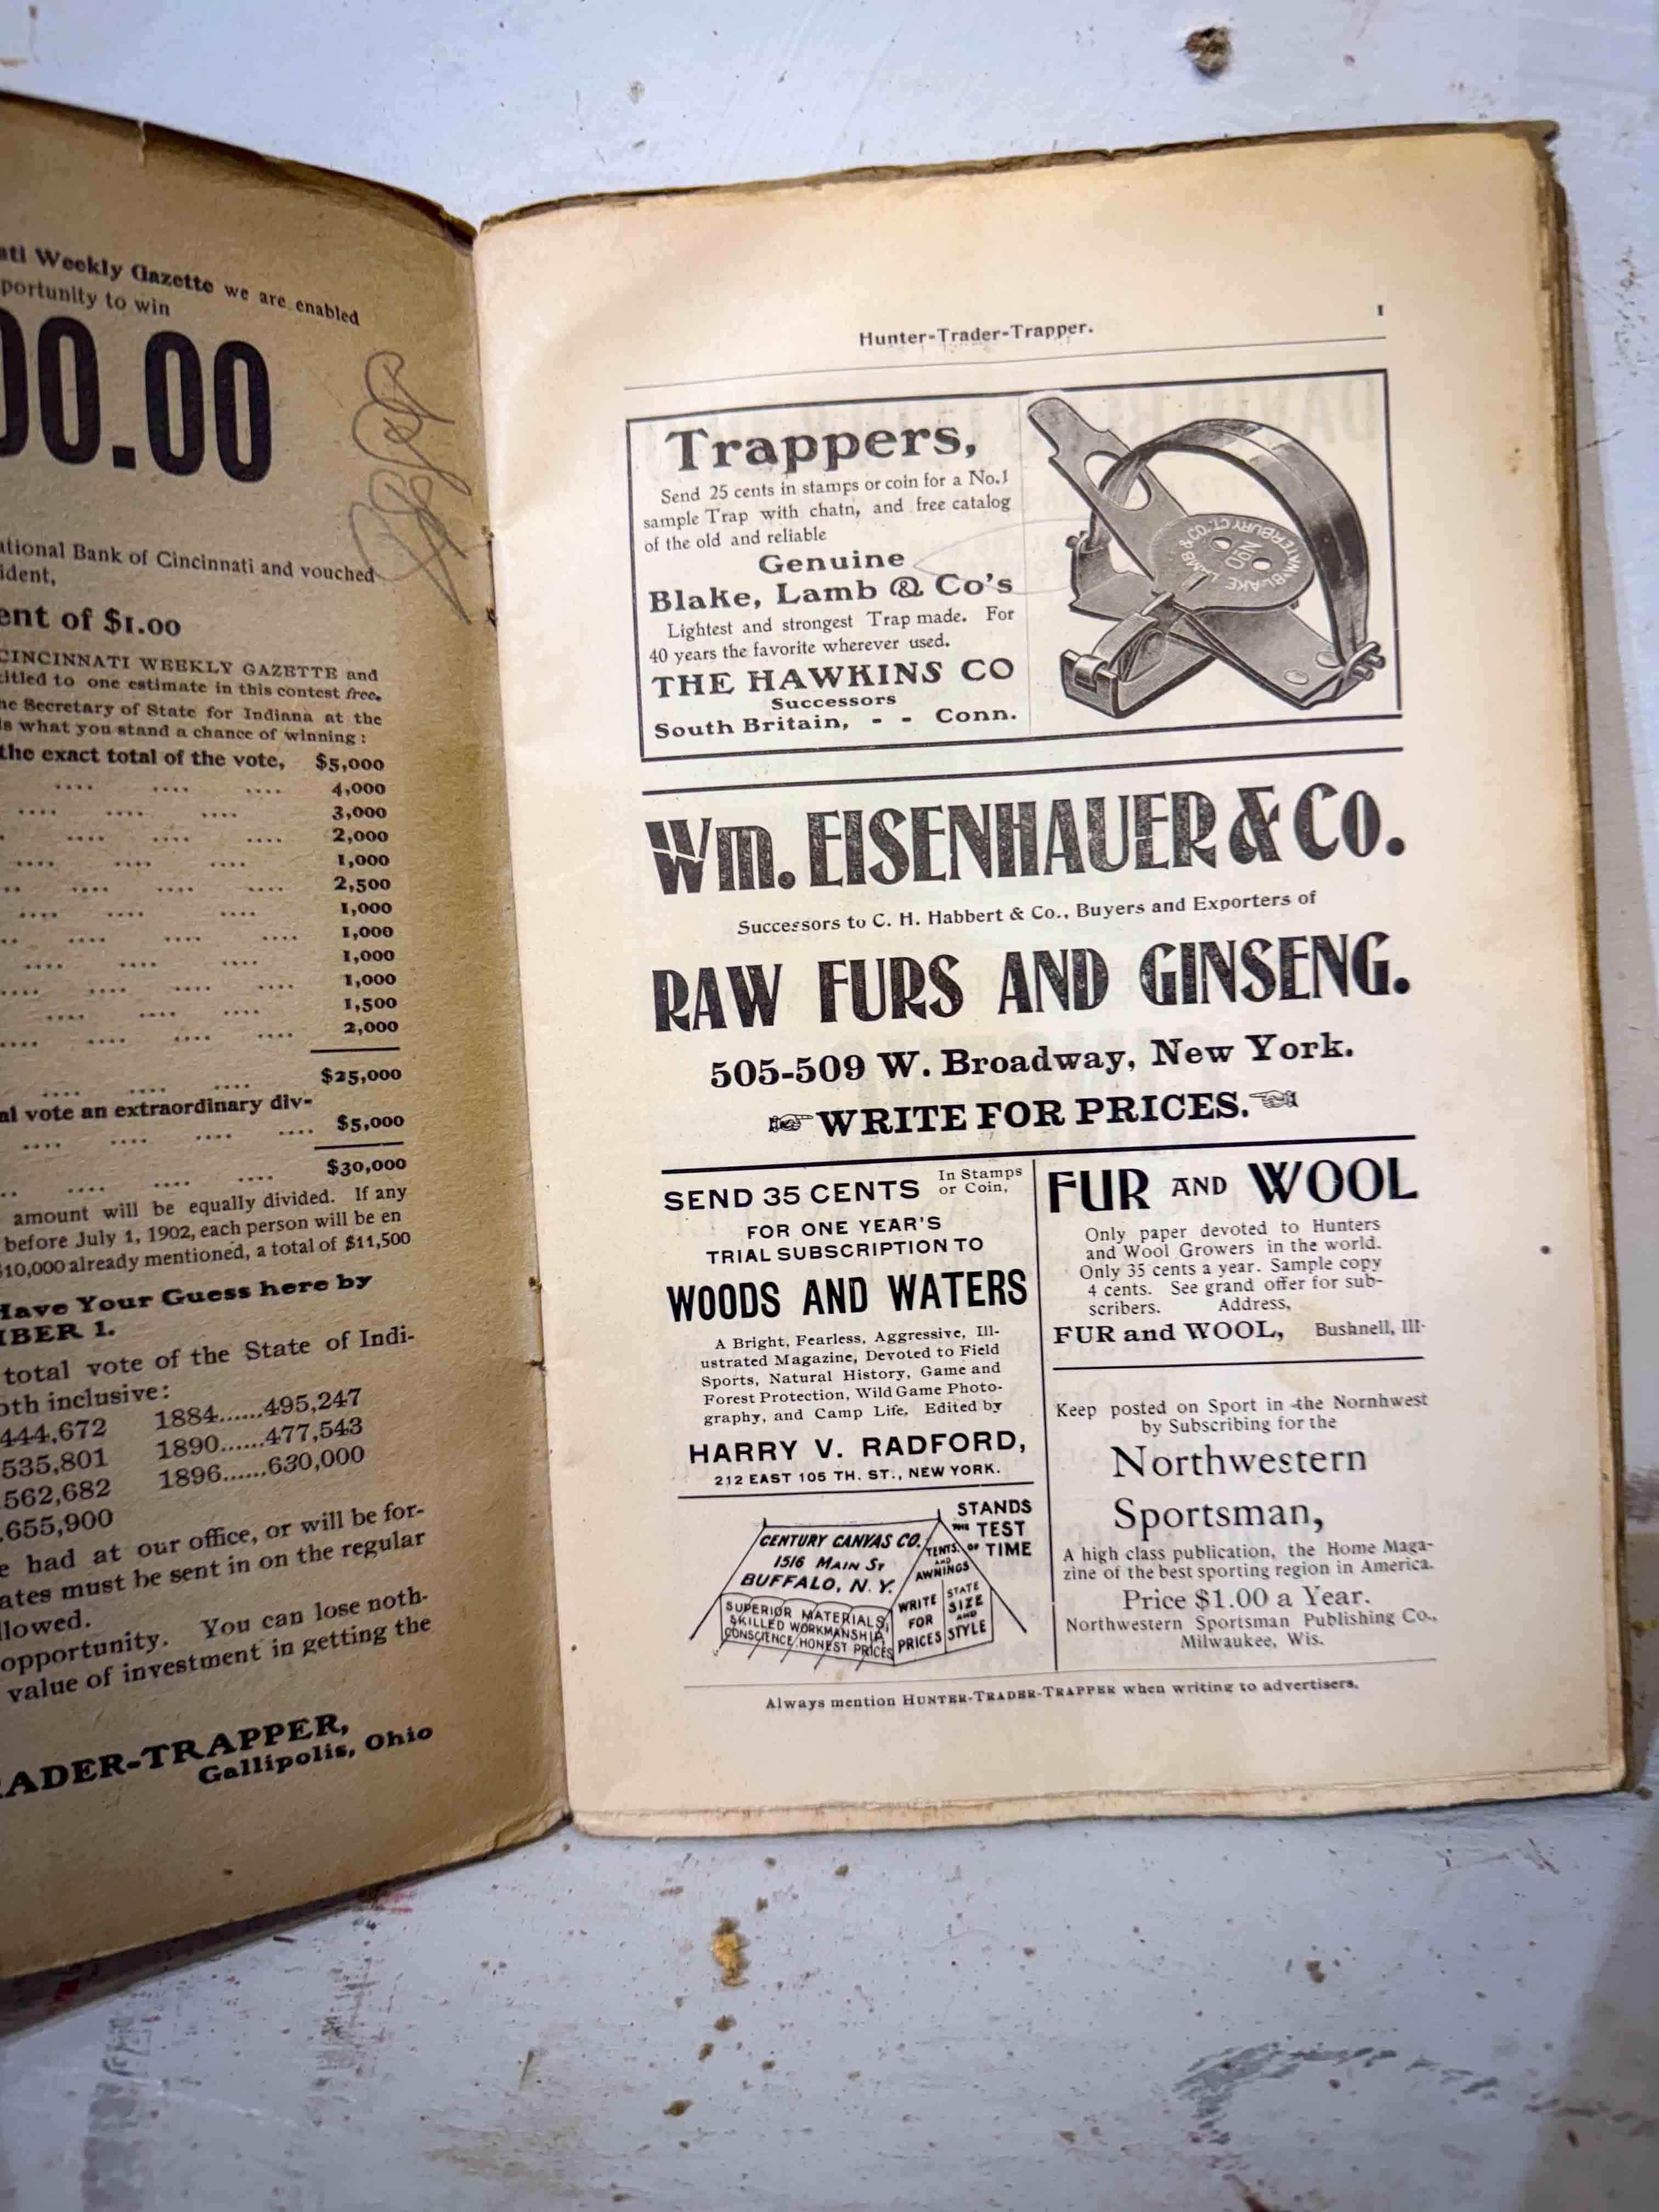 ati Weekly Gazette we are enabled
portunity to win
00.00
ational Bank of Cincinnati and vouched
ident,
ent of $1.00
CINCINNATI WEEKLY GAZETTE and
titled to one estimate in this contest free.
he Secretary of State for Indiana at the
is what you stand a chance of winning:
the exact total of the vote, $5,000
.... .... .... 4,000
.... .... .... 3,000
.... .... .... 2,000
.... .... .... 1,000
.... .... .... 2,500
.... .... .... 1,000
.... .... .... 1,000
.... .... .... 1,000
.... .... .... 1,000
.... .... .... 1,500
.... .... .... 2,000
.... .... .... $25,000
al vote an extraordinary div-
.... .... .... .... $5,000
.... .... .... $30,000
amount will be equally divided. If any
before July 1, 1902, each person will be en
$10,000 already mentioned, a total of $11,500
Have Your Guess here by
MBER 1.
total vote of the State of Indi-
oth inclusive:
444,672 1884......495,247
535,801 1890......477,543
562,682 1896......630,000
.655,900
e had at our office, or will be for-
ates must be sent in on the regular
llowed.
opportunity. You can lose noth-
value of investment in getting the
RADER-TRAPPER,
Gallipolis, Ohio
Hunter-Trader-Trapper. 1
Trappers,
Send 25 cents in stamps or coin for a No.1
sample Trap with chatn, and free catalog
of the old and reliable
Genuine
Blake, Lamb & Co's
Lightest and strongest Trap made. For
40 years the favorite wherever used.
THE HAWKINS CO
Successors
South Britain, - - Conn.
BLAKE LAMB & CO. WATERBURY CT.
No 0
Wm. EISENHAUER & Co.
Successors to C. H. Habbert & Co., Buyers and Exporters of
RAW FURS AND GINSENG.
505-509 W. Broadway, New York.
☞ WRITE FOR PRICES. ☜
SEND 35 CENTS In Stamps
or Coin,
FOR ONE YEAR'S
TRIAL SUBSCRIPTION TO
WOODS AND WATERS
A Bright, Fearless, Aggressive, Ill-
ustrated Magazine, Devoted to Field
Sports, Natural History, Game and
Forest Protection, Wild Game Photo-
graphy, and Camp Life. Edited by
HARRY V. RADFORD,
212 EAST 105 TH. ST., NEW YORK.
STANDS
THE TEST
OF TIME
CENTURY CANVAS CO.
1516 MAIN ST
BUFFALO, N. Y.
TENTS
AND
AWNINGS
SUPERIOR MATERIALS,
SKILLED WORKMANSHIP,
CONSCIENCE HONEST PRICES
WRITE
FOR
PRICES
STATE
SIZE
AND
STYLE
FUR AND WOOL
Only paper devoted to Hunters
and Wool Growers in the world.
Only 35 cents a year. Sample copy
4 cents. See grand offer for sub-
scribers. Address,
FUR and WOOL, Bushnell, Ill-
Keep posted on Sport in the Nornhwest
by Subscribing for the
Northwestern
Sportsman,
A high class publication, the Home Maga-
zine of the best sporting region in America.
Price $1.00 a Year.
Northwestern Sportsman Publishing Co.,
Milwaukee, Wis.
Always mention HUNTER-TRADER-TRAPPER when writing to advertisers.